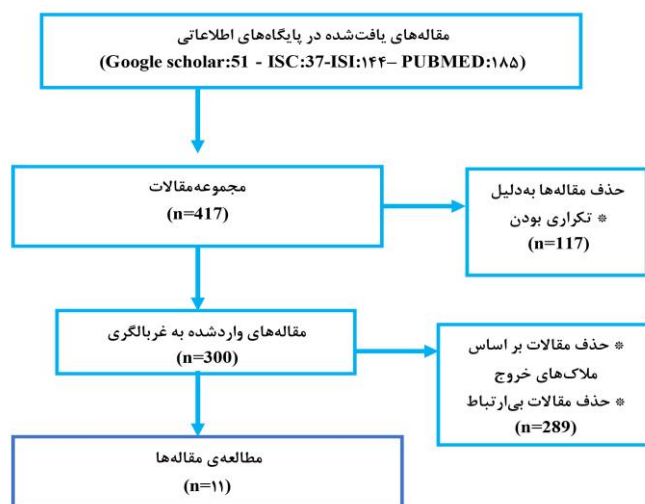 مقاله‌های یافت‌شده در پایگاه‌های اطلاعاتی
(Google scholar:51 - ISC:37-ISI:۱۴۴– PUBMED:۱۸۵)
مجموعه‌مقالات
(n=417)
حذف مقاله‌ها به‌دلیل
* تکراری بودن
(n=117)
مقاله‌های واردشده به غربالگری
(n=300)
* حذف مقالات بر اساس
ملاک‌های خروج
* حذف مقالات بی‌ارتباط
(n=289)
مطالعه‌ی مقاله‌ها
(n=۱۱)